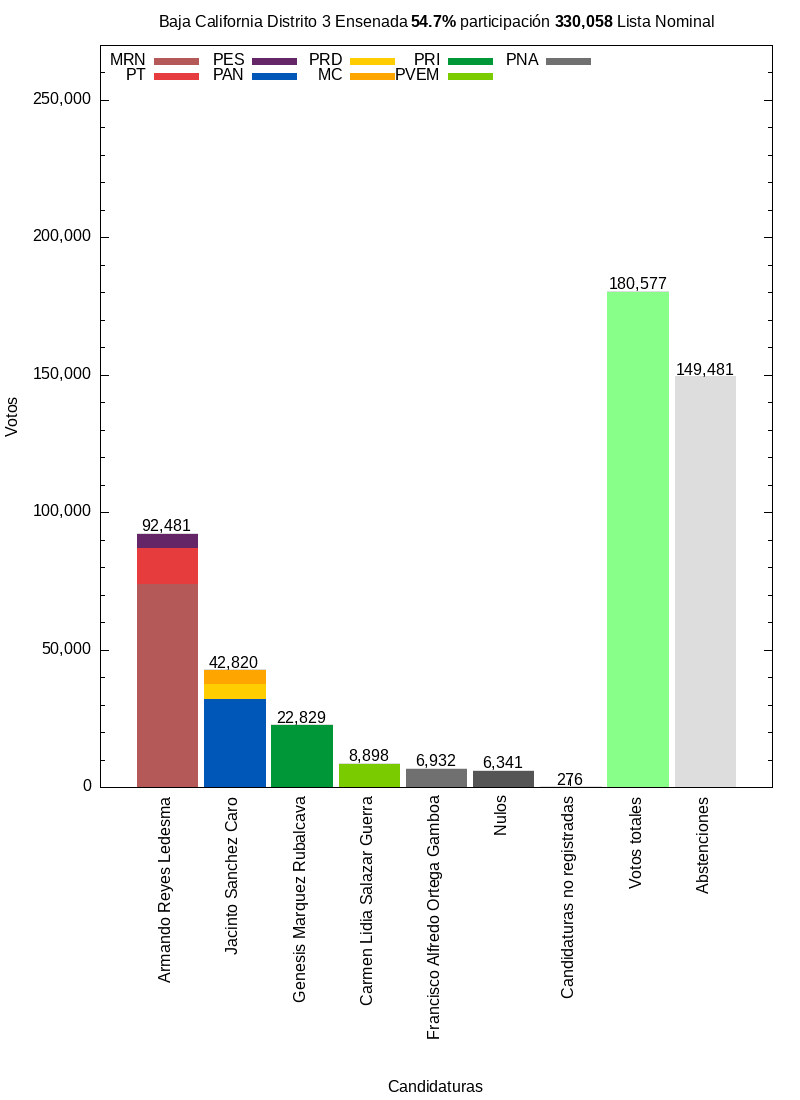 Baja California Distrito 3 Ensenada 54.7% participación 330,058 Lista Nominal
MRN PES PRD PRI PNA
PT PAN MC PVEM
250,000
200,000
150,000
100,000
50,000
0
Votos
92,481
42,820
22,829
8,898
6,932
6,341
276
180,577
149,481
Armando Reyes Ledesma
Jacinto Sanchez Caro
Genesis Marquez Rubalcava
Carmen Lidia Salazar Guerra
Francisco Alfredo Ortega Gamboa
Nulos
Candidaturas no registradas
Votos totales
Abstenciones
Candidaturas